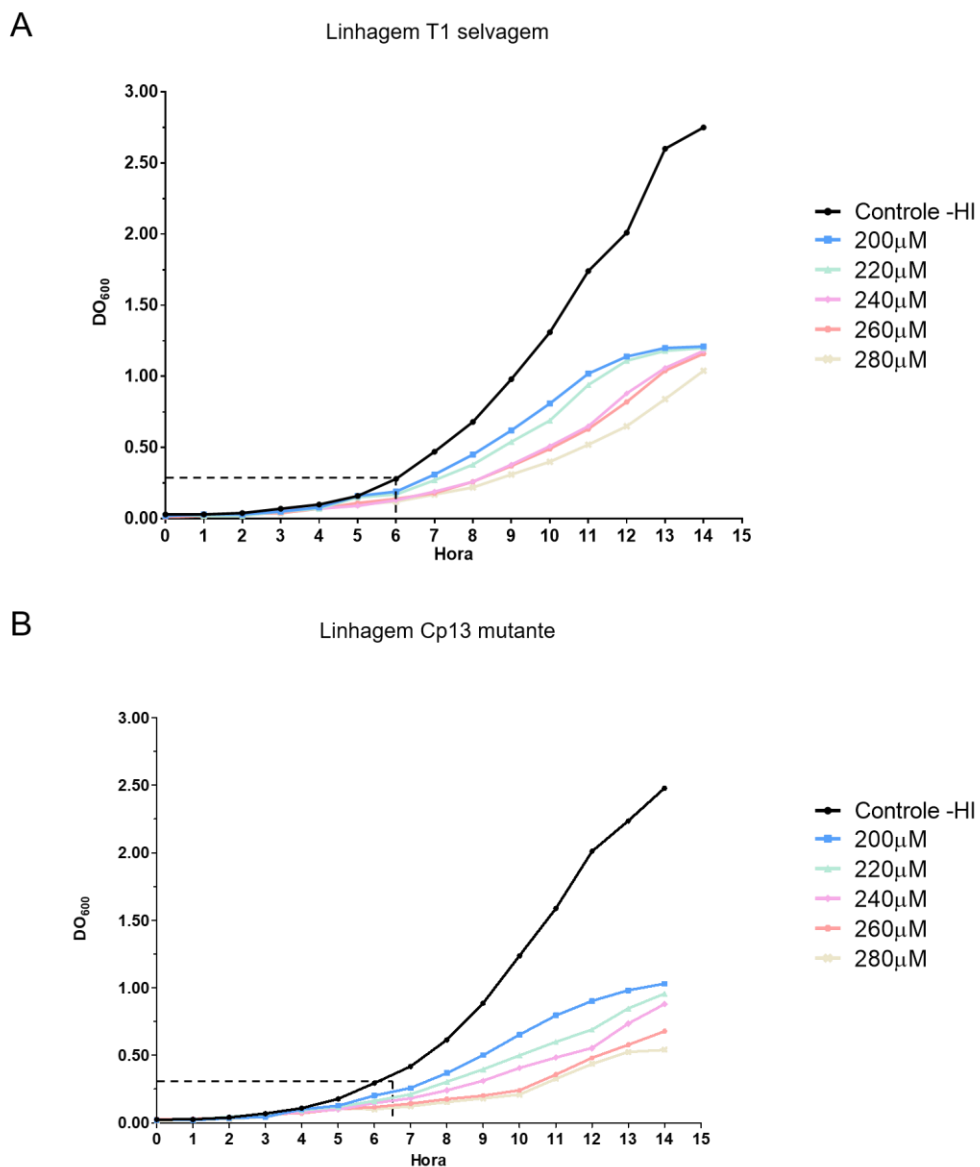 A
Linhagem T1 selvagem
3.00
2.50
2.00
1.50
1.00
0.50
0.00
DO600
0 1 2 3 4 5 6 7 8 9 10 11 12 13 14 15
Hora
Controle -HI
200μM
220μM
240μM
260μM
280μM
B
Linhagem Cp13 mutante
3.00
2.50
2.00
1.50
1.00
0.50
0.00
DO600
0 1 2 3 4 5 6 7 8 9 10 11 12 13 14 15
Hora
Controle -HI
200μM
220μM
240μM
260μM
280μM